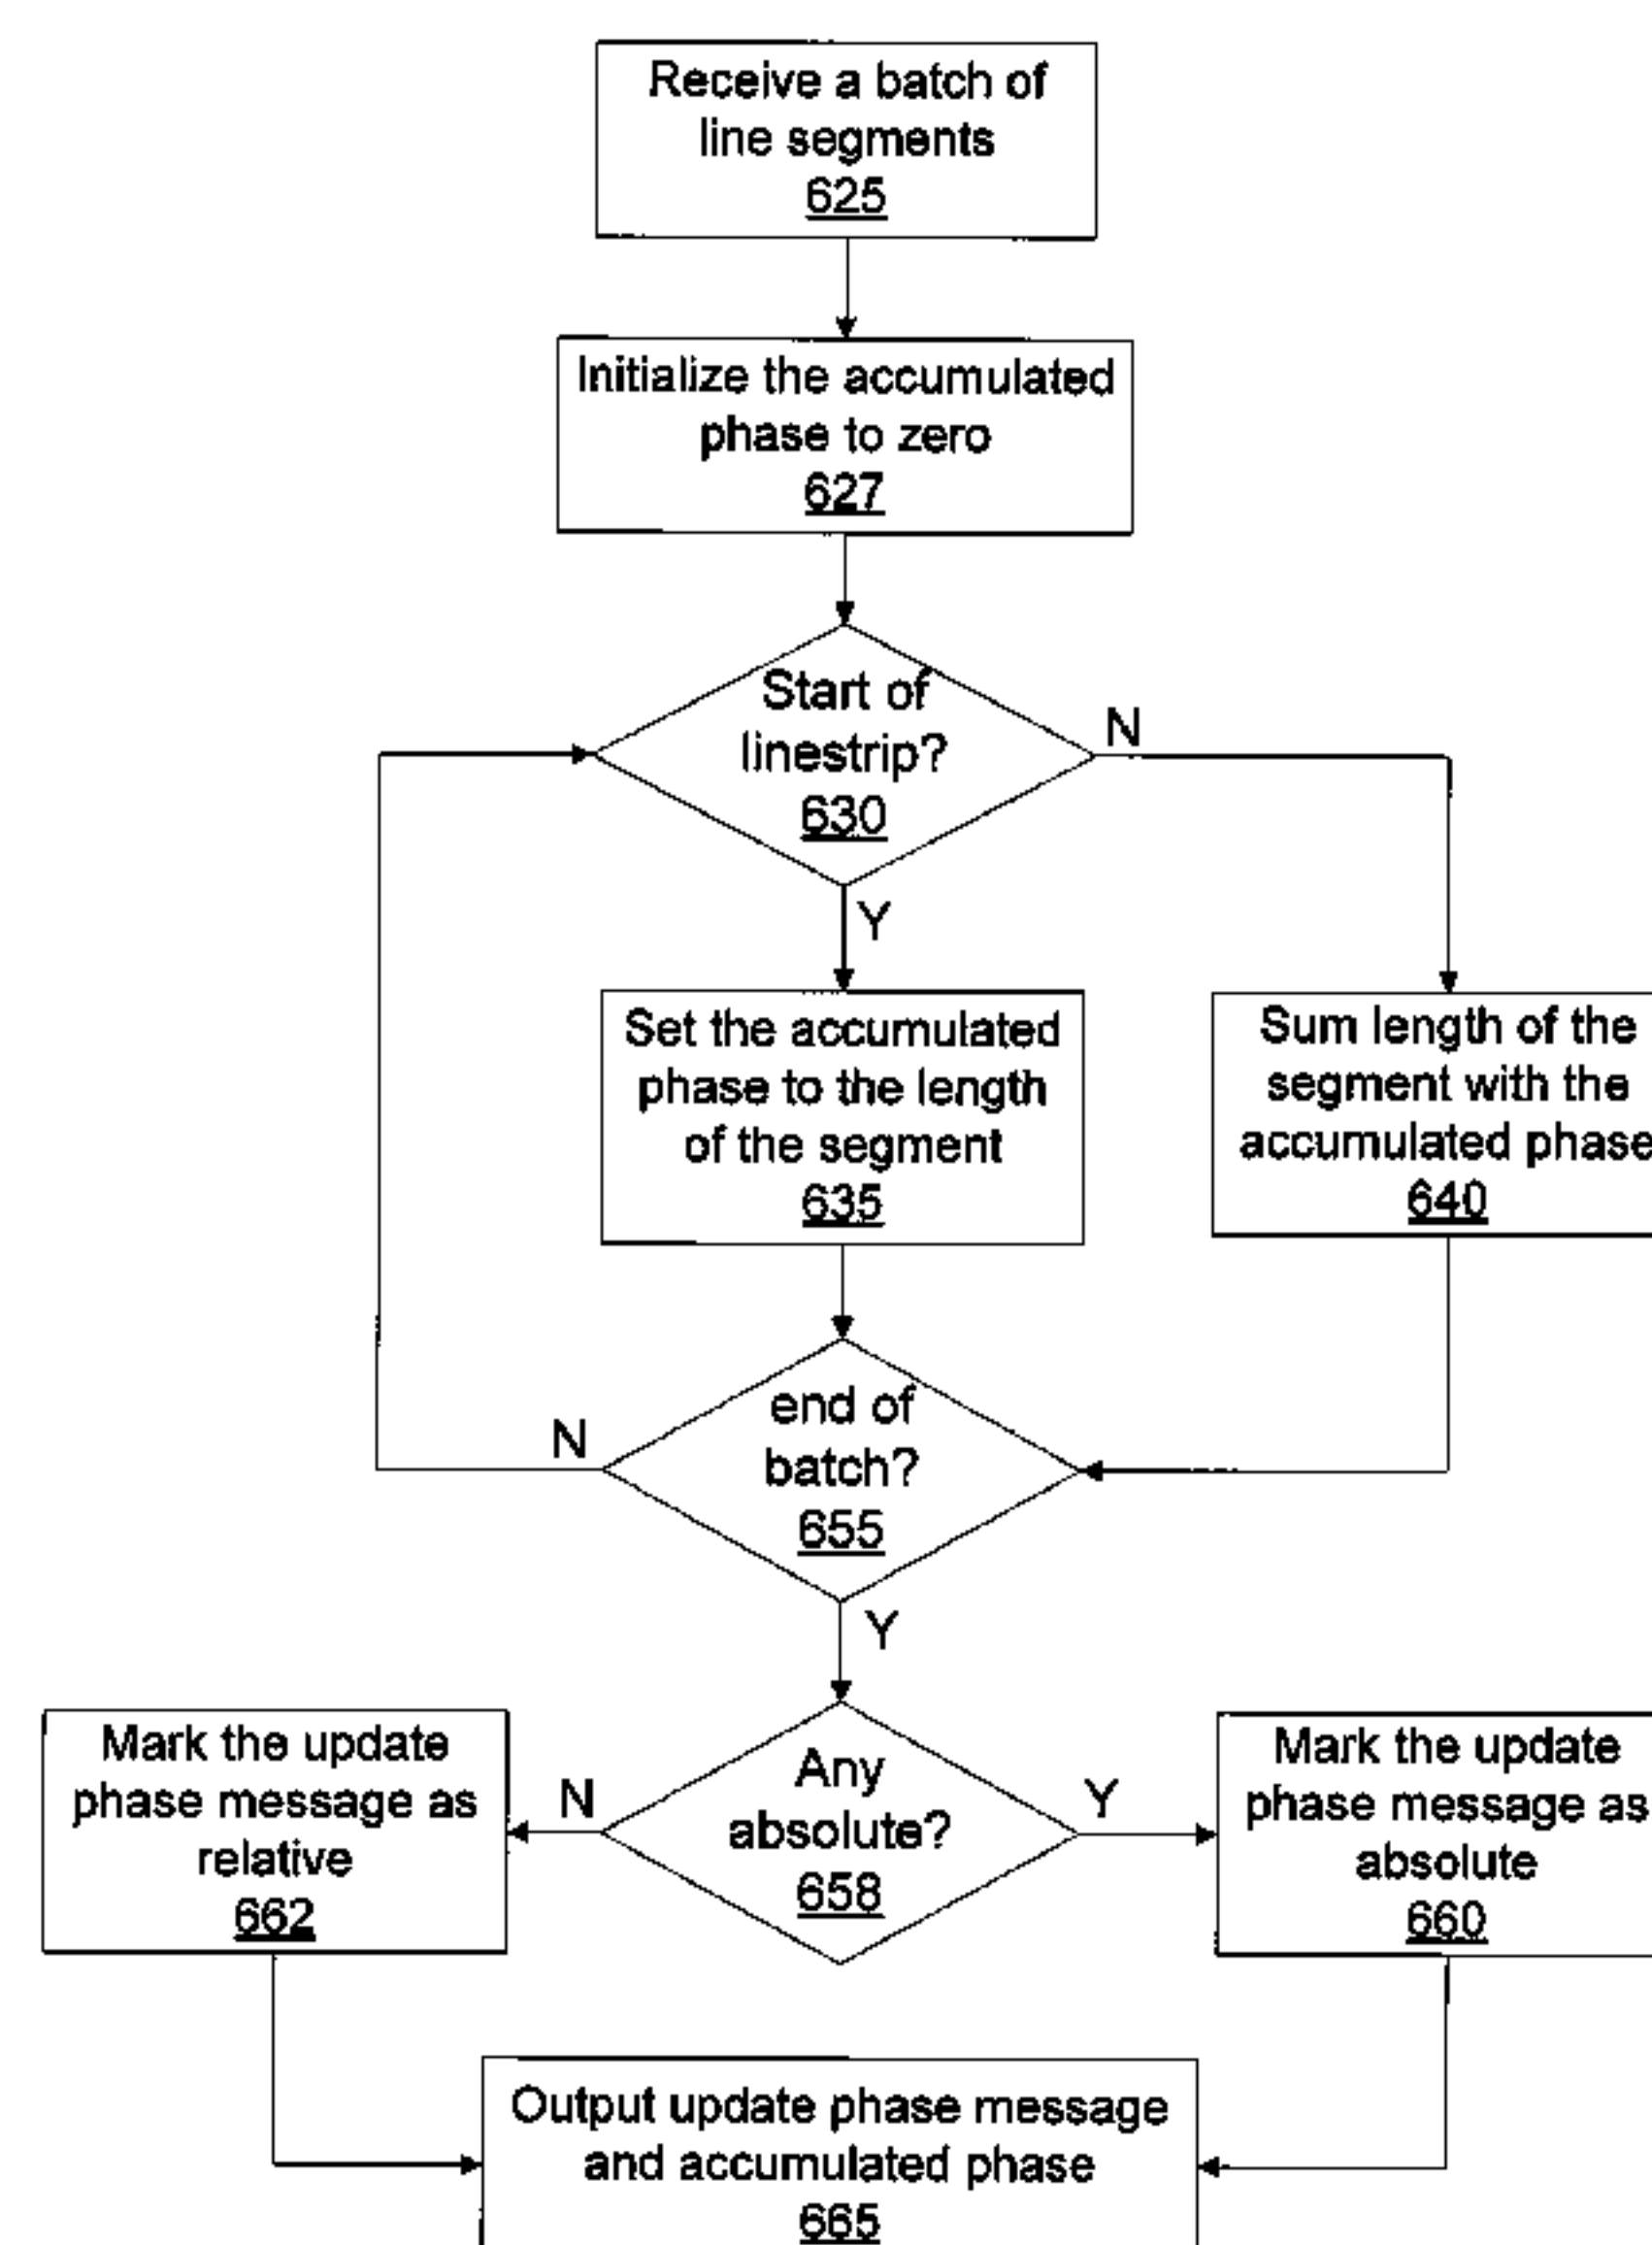 Receive a batch of
line segments
625
Initialize the accumulated
phase to zero
627
Start of
linestrip?
630
N
Y
Set the accumulated
phase to the length
of the segment
635
Sum length of the
segment with the
accumulated phase
640
end of
batch?
655
N
Y
Any
absolute?
658
N
Y
Mark the update
phase message as
relative
662
Mark the update
phase message as
absolute
660
Output update phase message
and accumulated phase
665